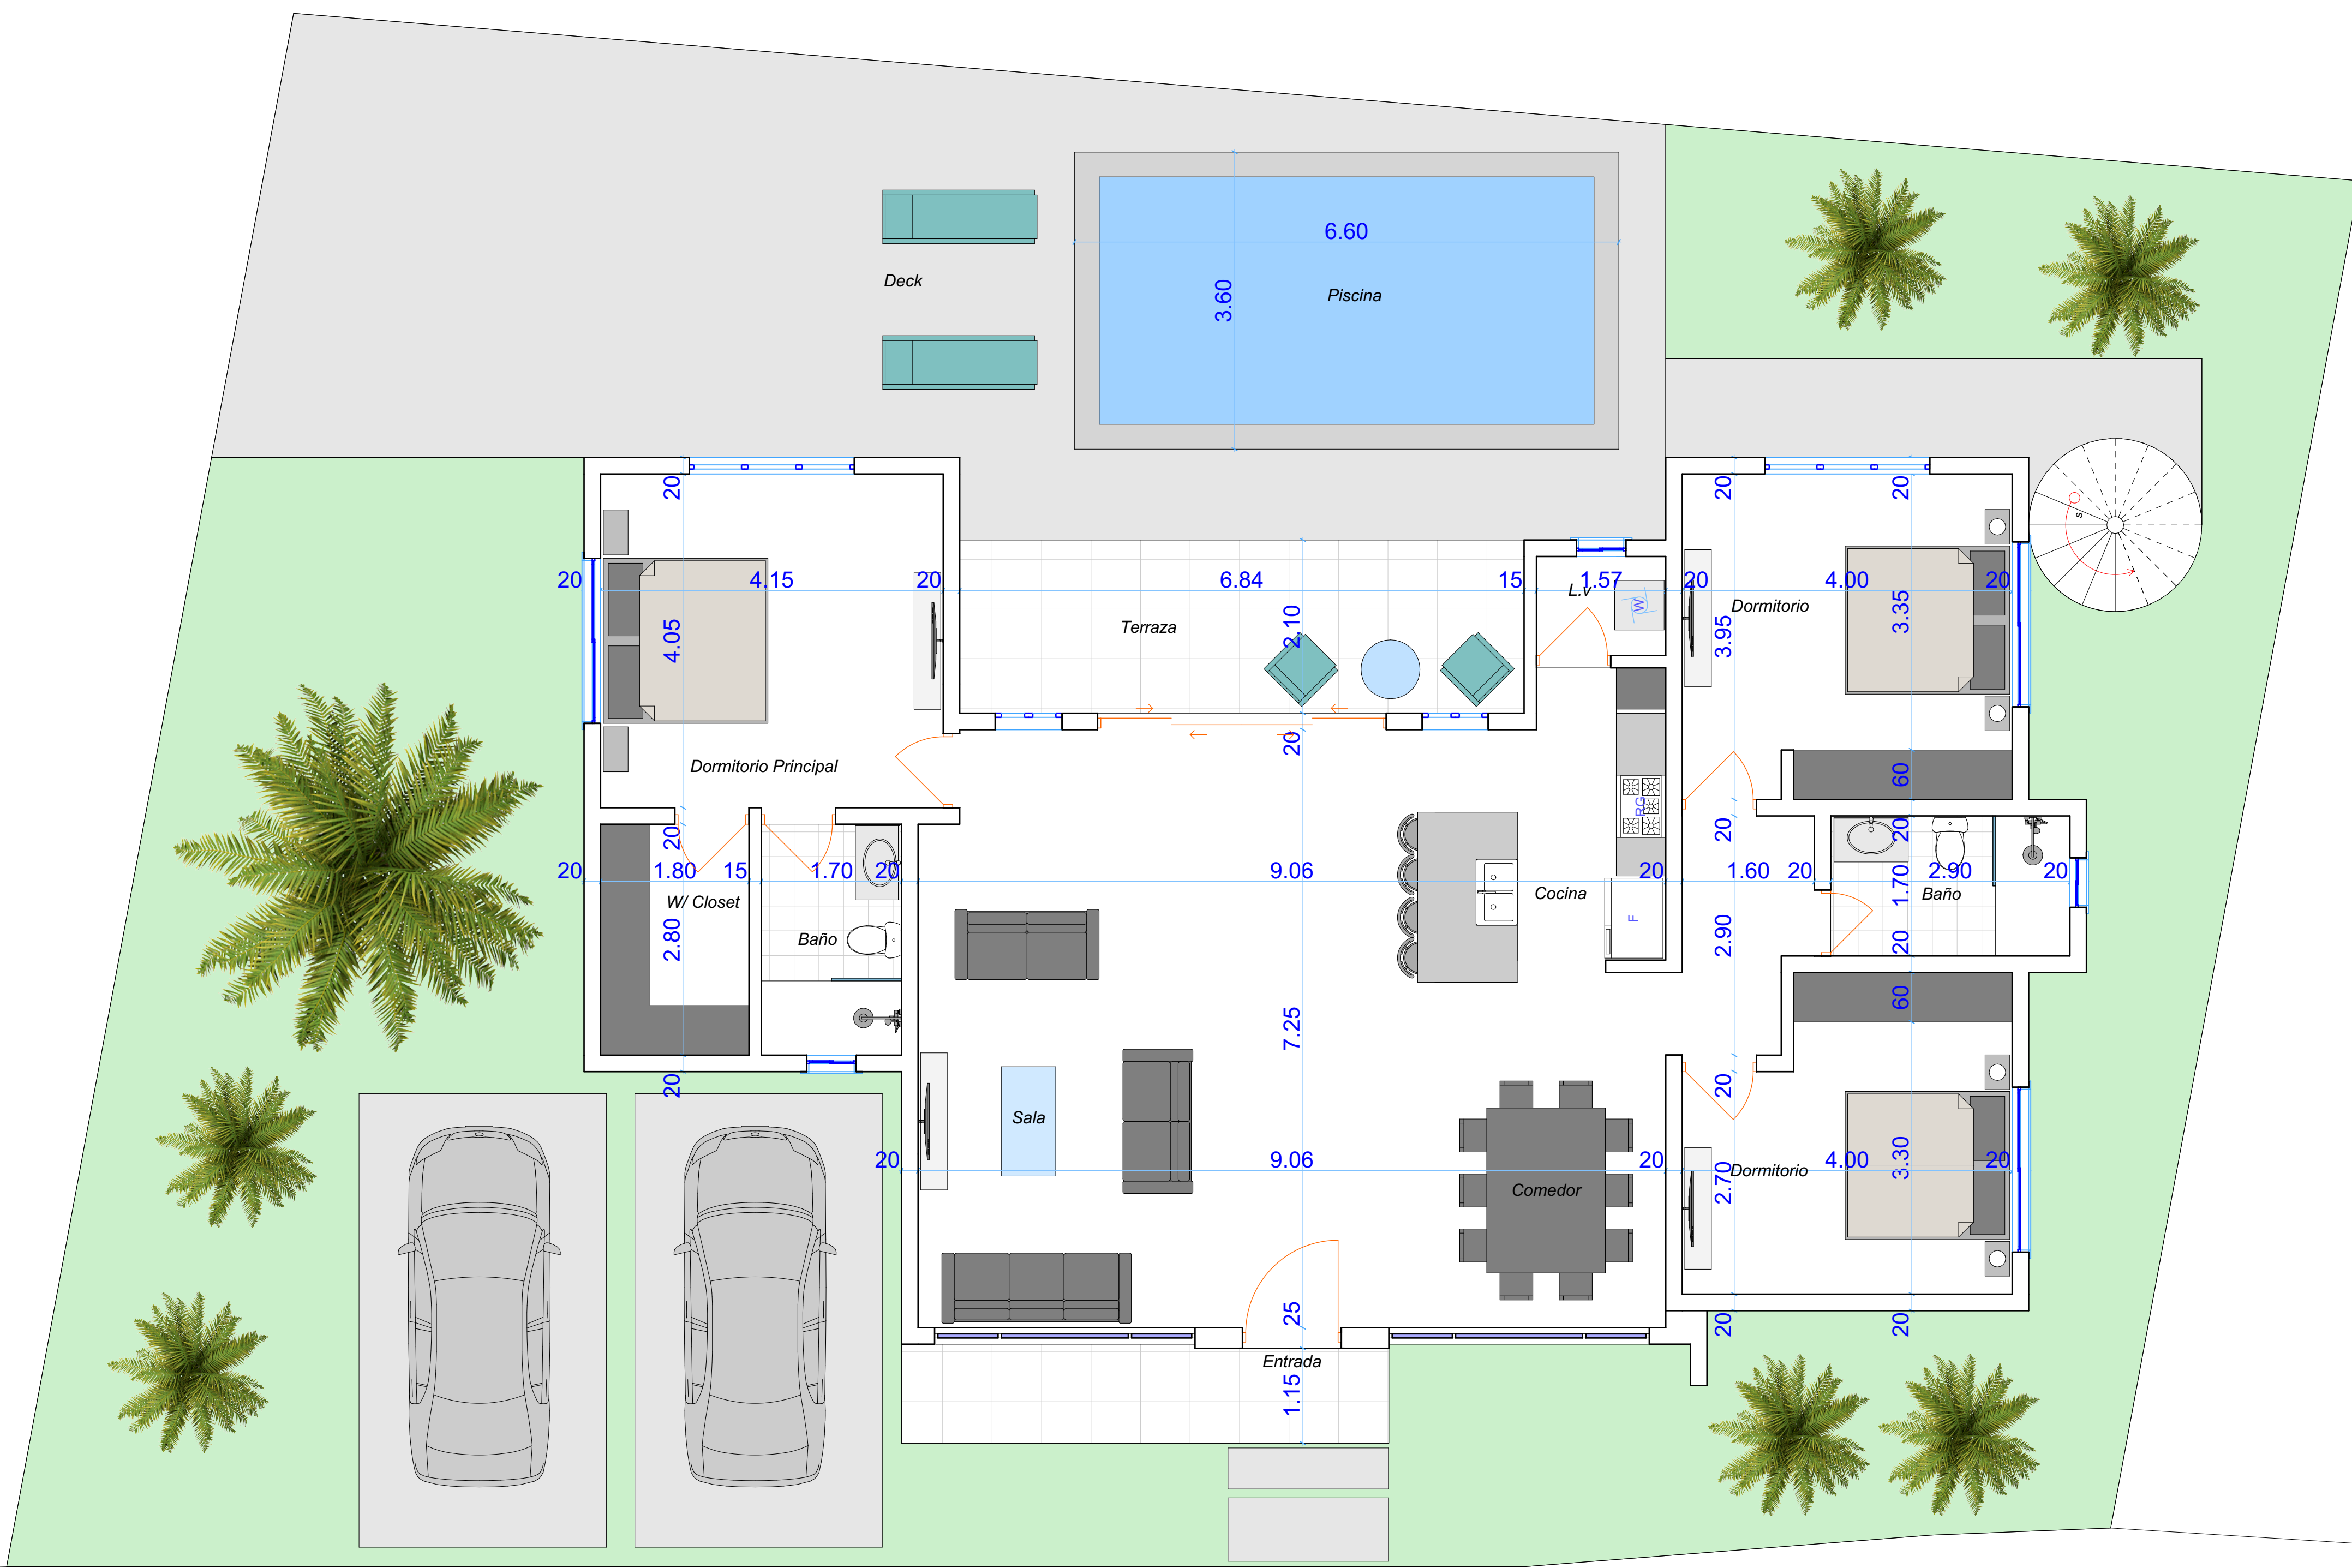 6.60
3.60
Piscina
Deck
20
20
20
20
4.15
20
6.84
15
1.57
20
4.00
20
L.v
W
S
Dormitorio
4.05
Terraza
2.10
3.95
3.35
20
Dormitorio Principal
60
RG
20
20
20
20
1.80
15
1.70
20
9.06
20
1.60
20
2.90
20
W/ Closet
Cocina
1.70
Baño
F
Baño
2.80
2.90
20
60
7.25
20
20
Sala
20
9.06
20
Dormitorio
4.00
20
3.30
2.70
Comedor
25
20
20
Entrada
1.15